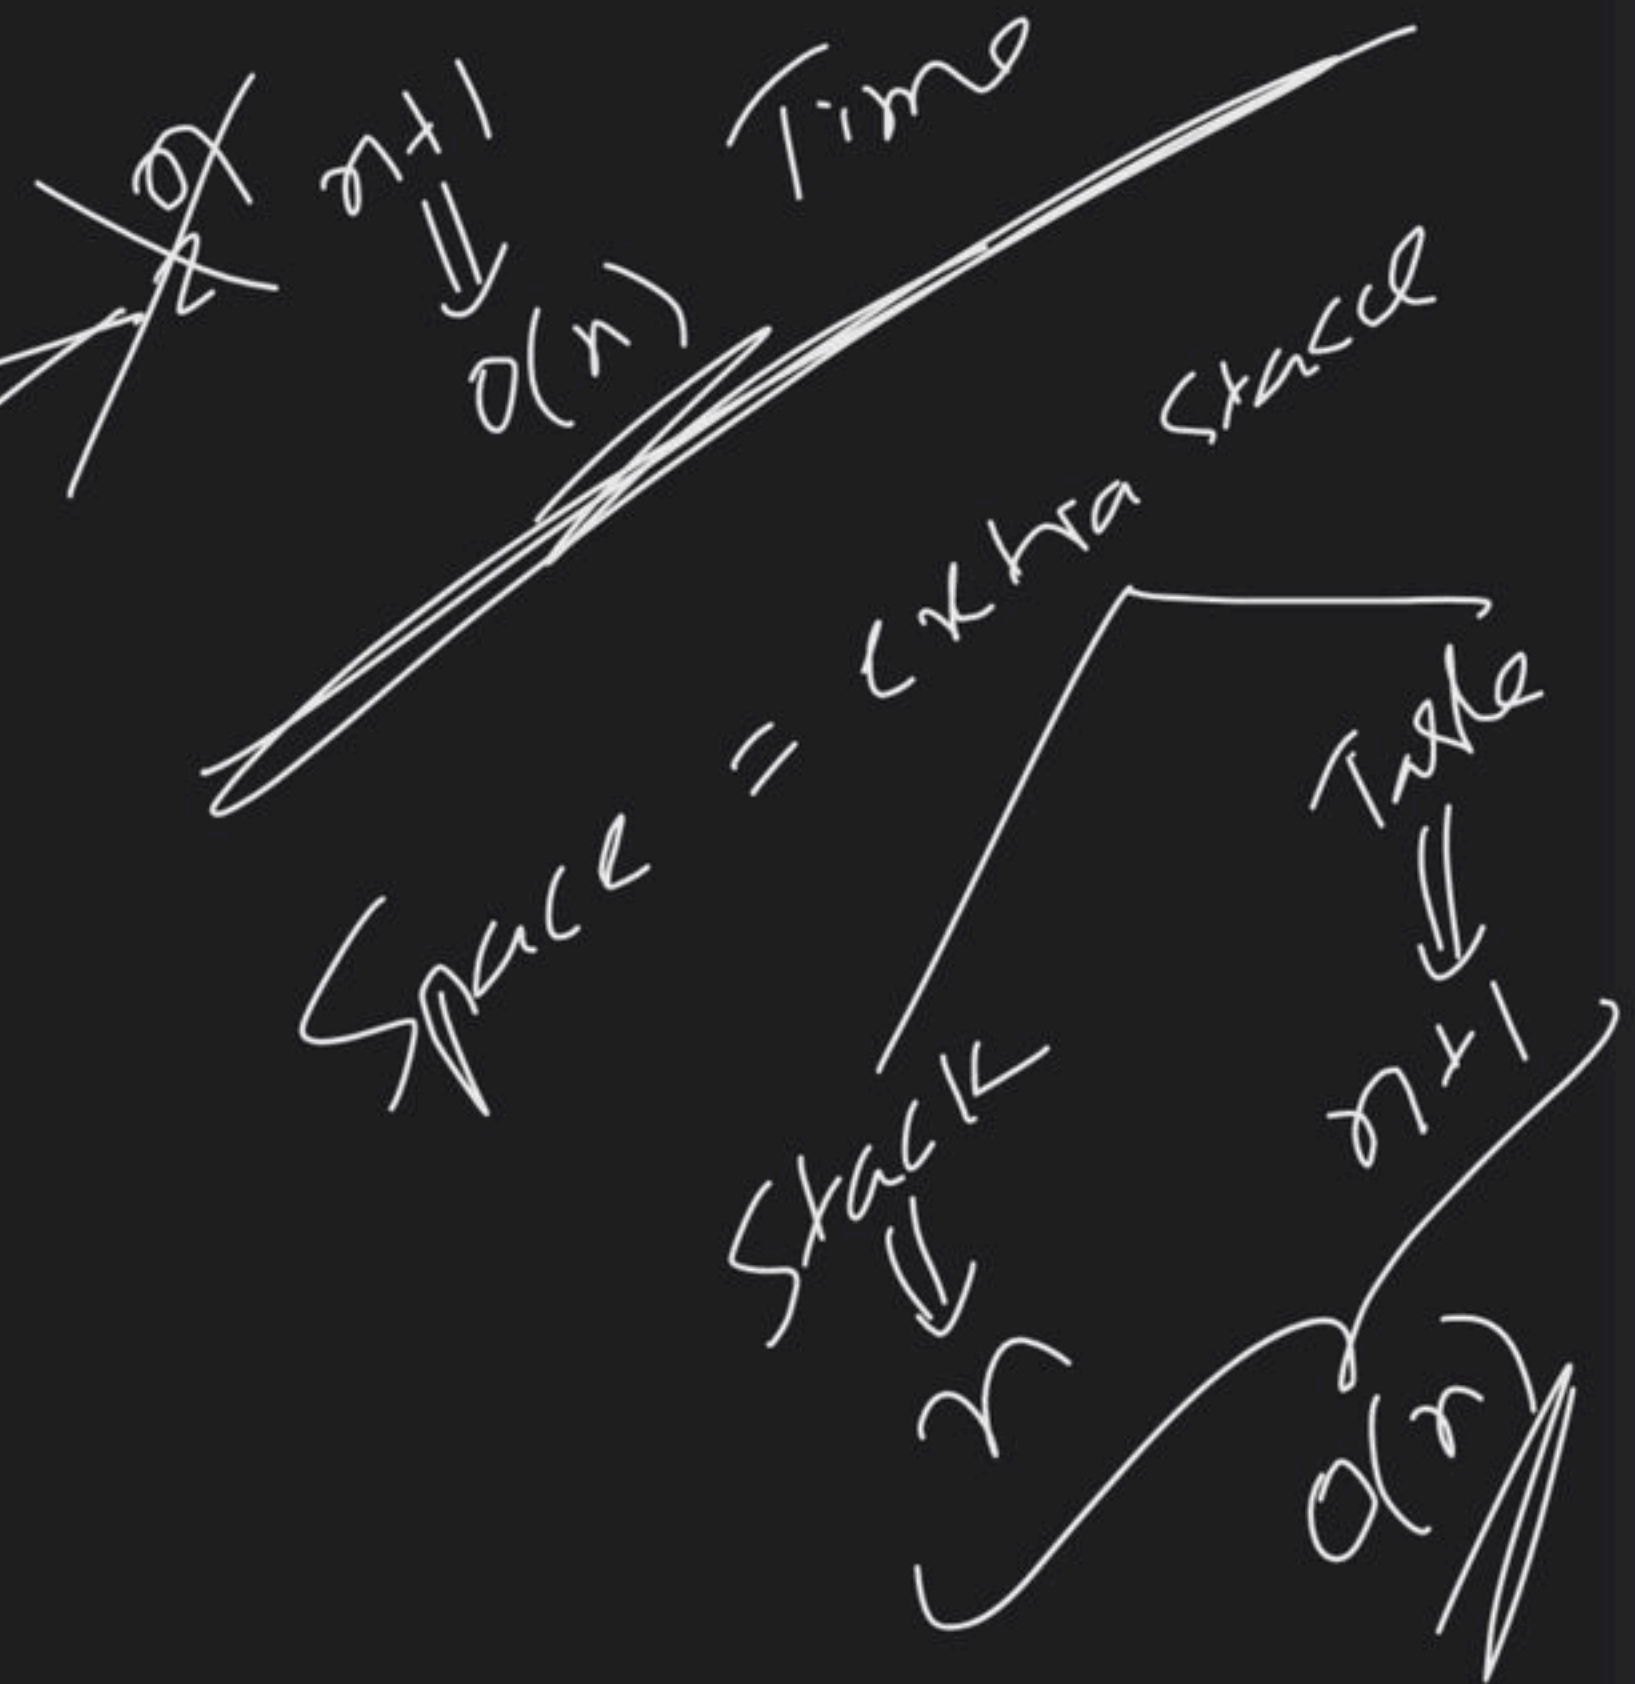 n+1 Time
⇓
O(n)
Space = extra space
Table
⇓
n+1
Stack
⇓
n
O(n)